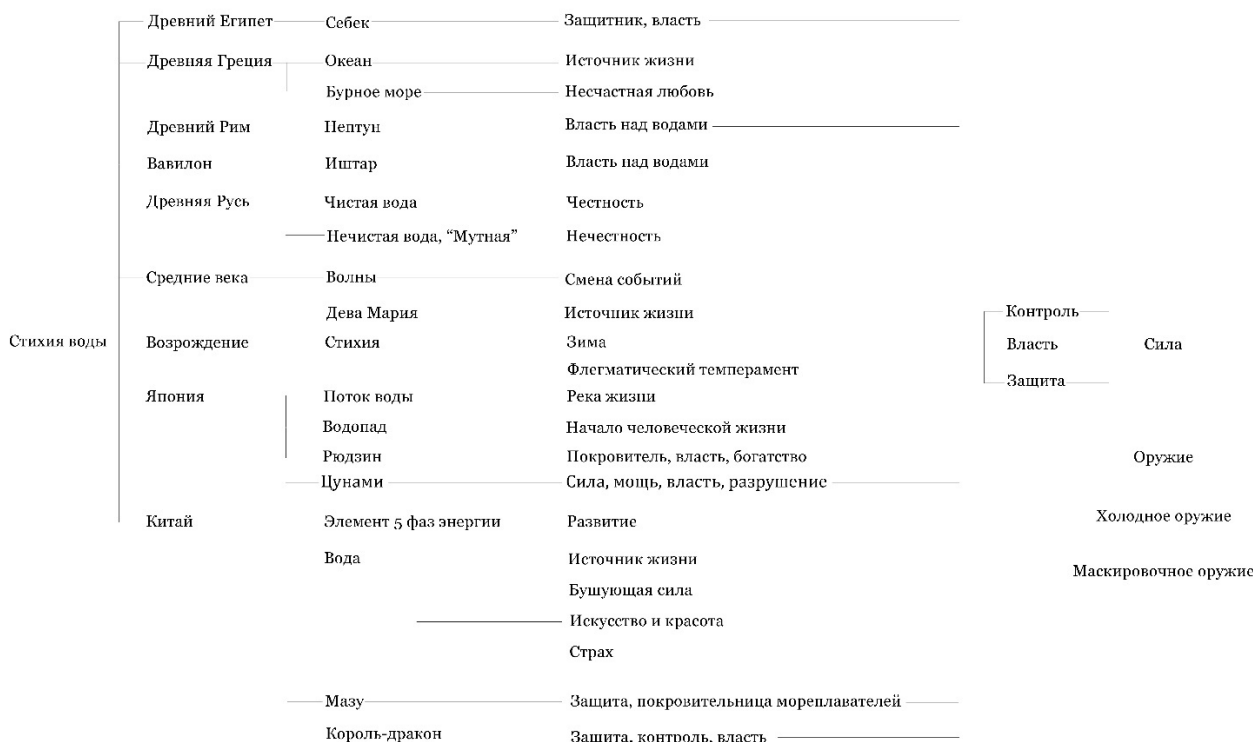 Древний Египет Себек Защитник, власть
Древняя Греция Океан Источник жизни
Бурное море Несчастная любовь
Древний Рим Нептун Власть над водами
Вавилон Иштар Власть над водами
Древняя Русь Чистая вода Честность
Нечистая вода, “Мутная” Нечестность
Средние века Волны Смена событий
Дева Мария Источник жизни Контроль
Стихия воды Возрождение Стихия Зима Власть Сила
Флегматический темперамент Защита
Япония Поток воды Река жизни
Водопад Начало человеческой жизни
Рюдзин Покровитель, власть, богатство Оружие
Цунами Сила, мощь, власть, разрушение
Китай Элемент 5 фаз энергии Развитие Холодное оружие
Вода Источник жизни Маскировочное оружие
Бушующая сила
Искусство и красота
Страх
Мазу Защита, покровительница мореплавателей
Король-дракон Защита, контроль, власть